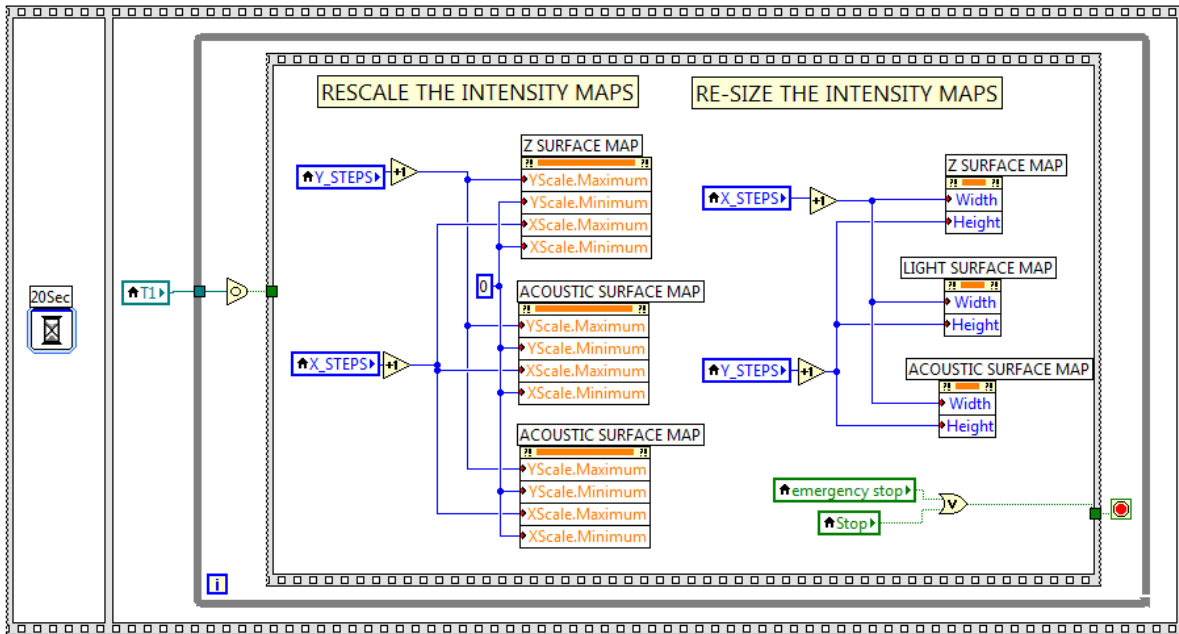 20Sec
T1
i
RESCALE THE INTENSITY MAPS
Y_STEPS
+1
Z SURFACE MAP
?! ?!
YScale.Maximum
YScale.Minimum
XScale.Maximum
XScale.Minimum
0
ACOUSTIC SURFACE MAP
?! ?!
YScale.Maximum
YScale.Minimum
XScale.Maximum
XScale.Minimum
X_STEPS
+1
ACOUSTIC SURFACE MAP
?! ?!
YScale.Maximum
YScale.Minimum
XScale.Maximum
XScale.Minimum
RE-SIZE THE INTENSITY MAPS
X_STEPS
+1
Z SURFACE MAP
?! ?!
Width
Height
LIGHT SURFACE MAP
?! ?!
Width
Height
Y_STEPS
+1
ACOUSTIC SURFACE MAP
?! ?!
Width
Height
emergency stop
Stop
V